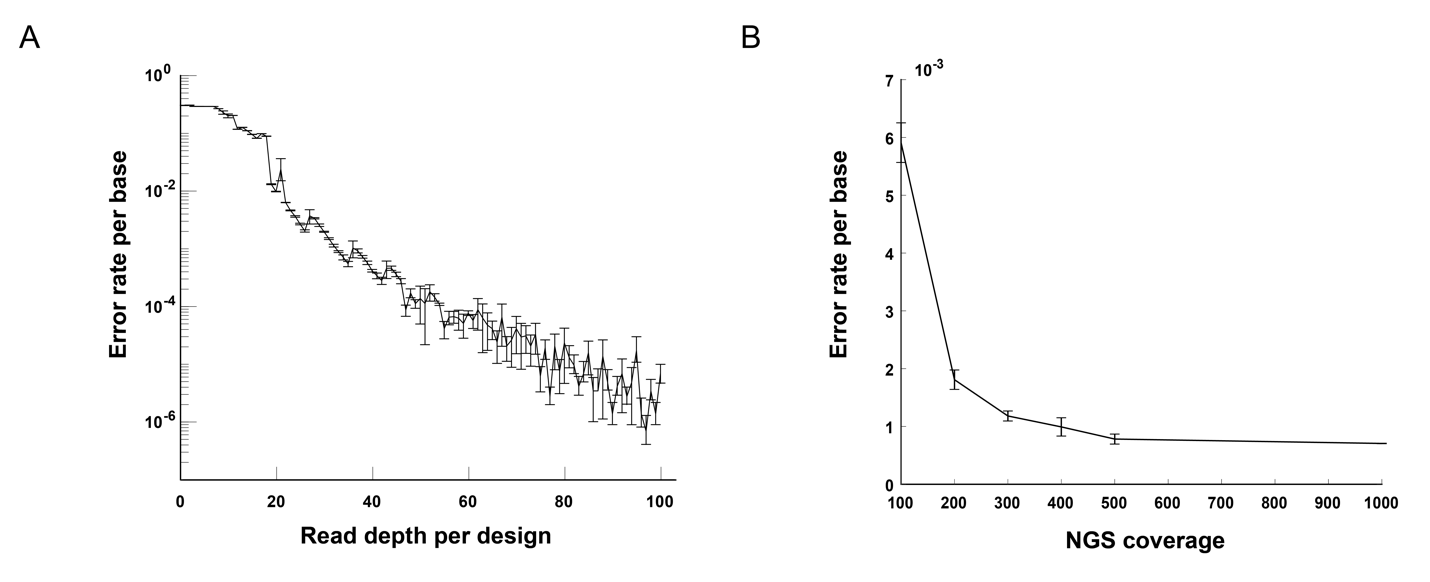 A
B
10^0
10^-2
10^-4
10^-6
Error rate per base
0 20 40 60 80 100
Read depth per design
10^-3
7
6
5
4
3
2
1
0
Error rate per base
100 200 300 400 500 600 700 800 900 1000
NGS coverage